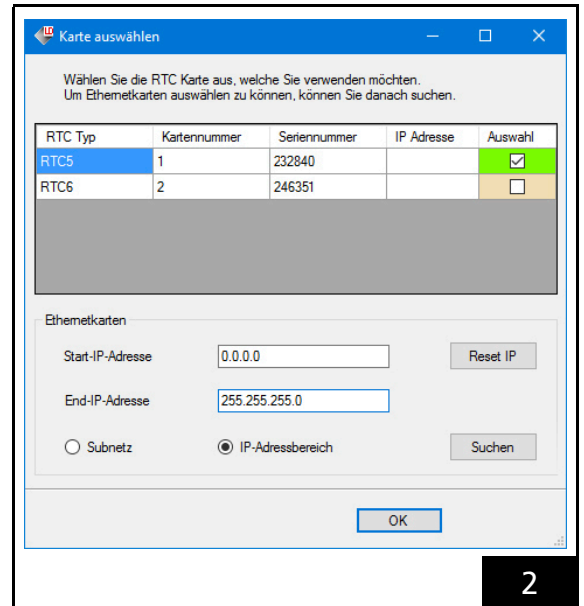 Karte auswählen
Wählen Sie die RTC Karte aus, welche Sie verwenden möchten.
Um Ethernetkarten auswählen zu können, können Sie danach suchen.
RTC Typ Kartennummer Seriennummer IP Adresse Auswahl
RTC5 1 232840
RTC6 2 246351
Ethernetkarten
Start-IP-Adresse 0.0.0.0 Reset IP
End-IP-Adresse 255.255.255.0
Subnetz IP-Adressbereich Suchen
OK
2